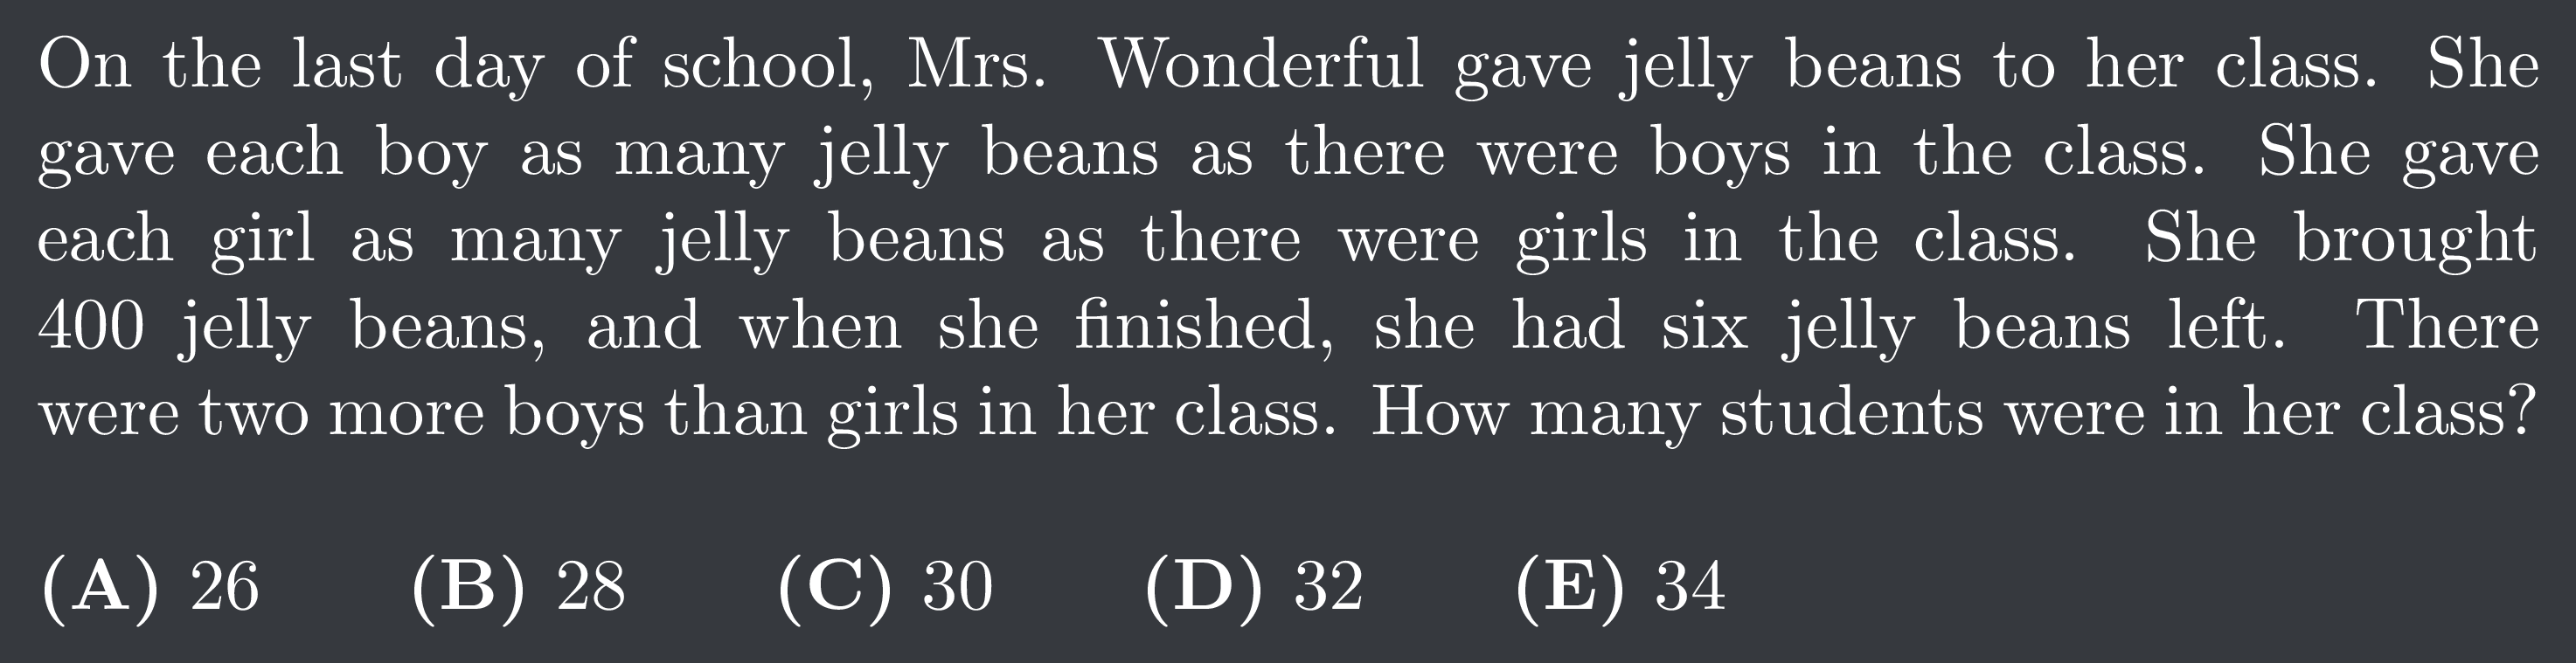 On the last day of school, Mrs. Wonderful gave jelly beans to her class. She
gave each boy as many jelly beans as there were boys in the class. She gave
each girl as many jelly beans as there were girls in the class. She brought
400 jelly beans, and when she finished, she had six jelly beans left. There
were two more boys than girls in her class. How many students were in her class?
(A) 26 (B) 28 (C) 30 (D) 32 (E) 34